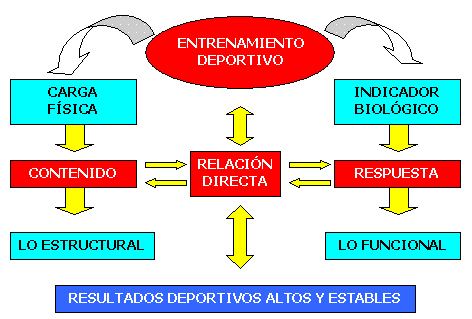 ENTRENAMIENTO
DEPORTIVO
CARGA
FÍSICA
INDICADOR
BIOLÓGICO
CONTENIDO
RELACIÓN
DIRECTA
RESPUESTA
LO ESTRUCTURAL
LO FUNCIONAL
RESULTADOS DEPORTIVOS ALTOS Y ESTABLES